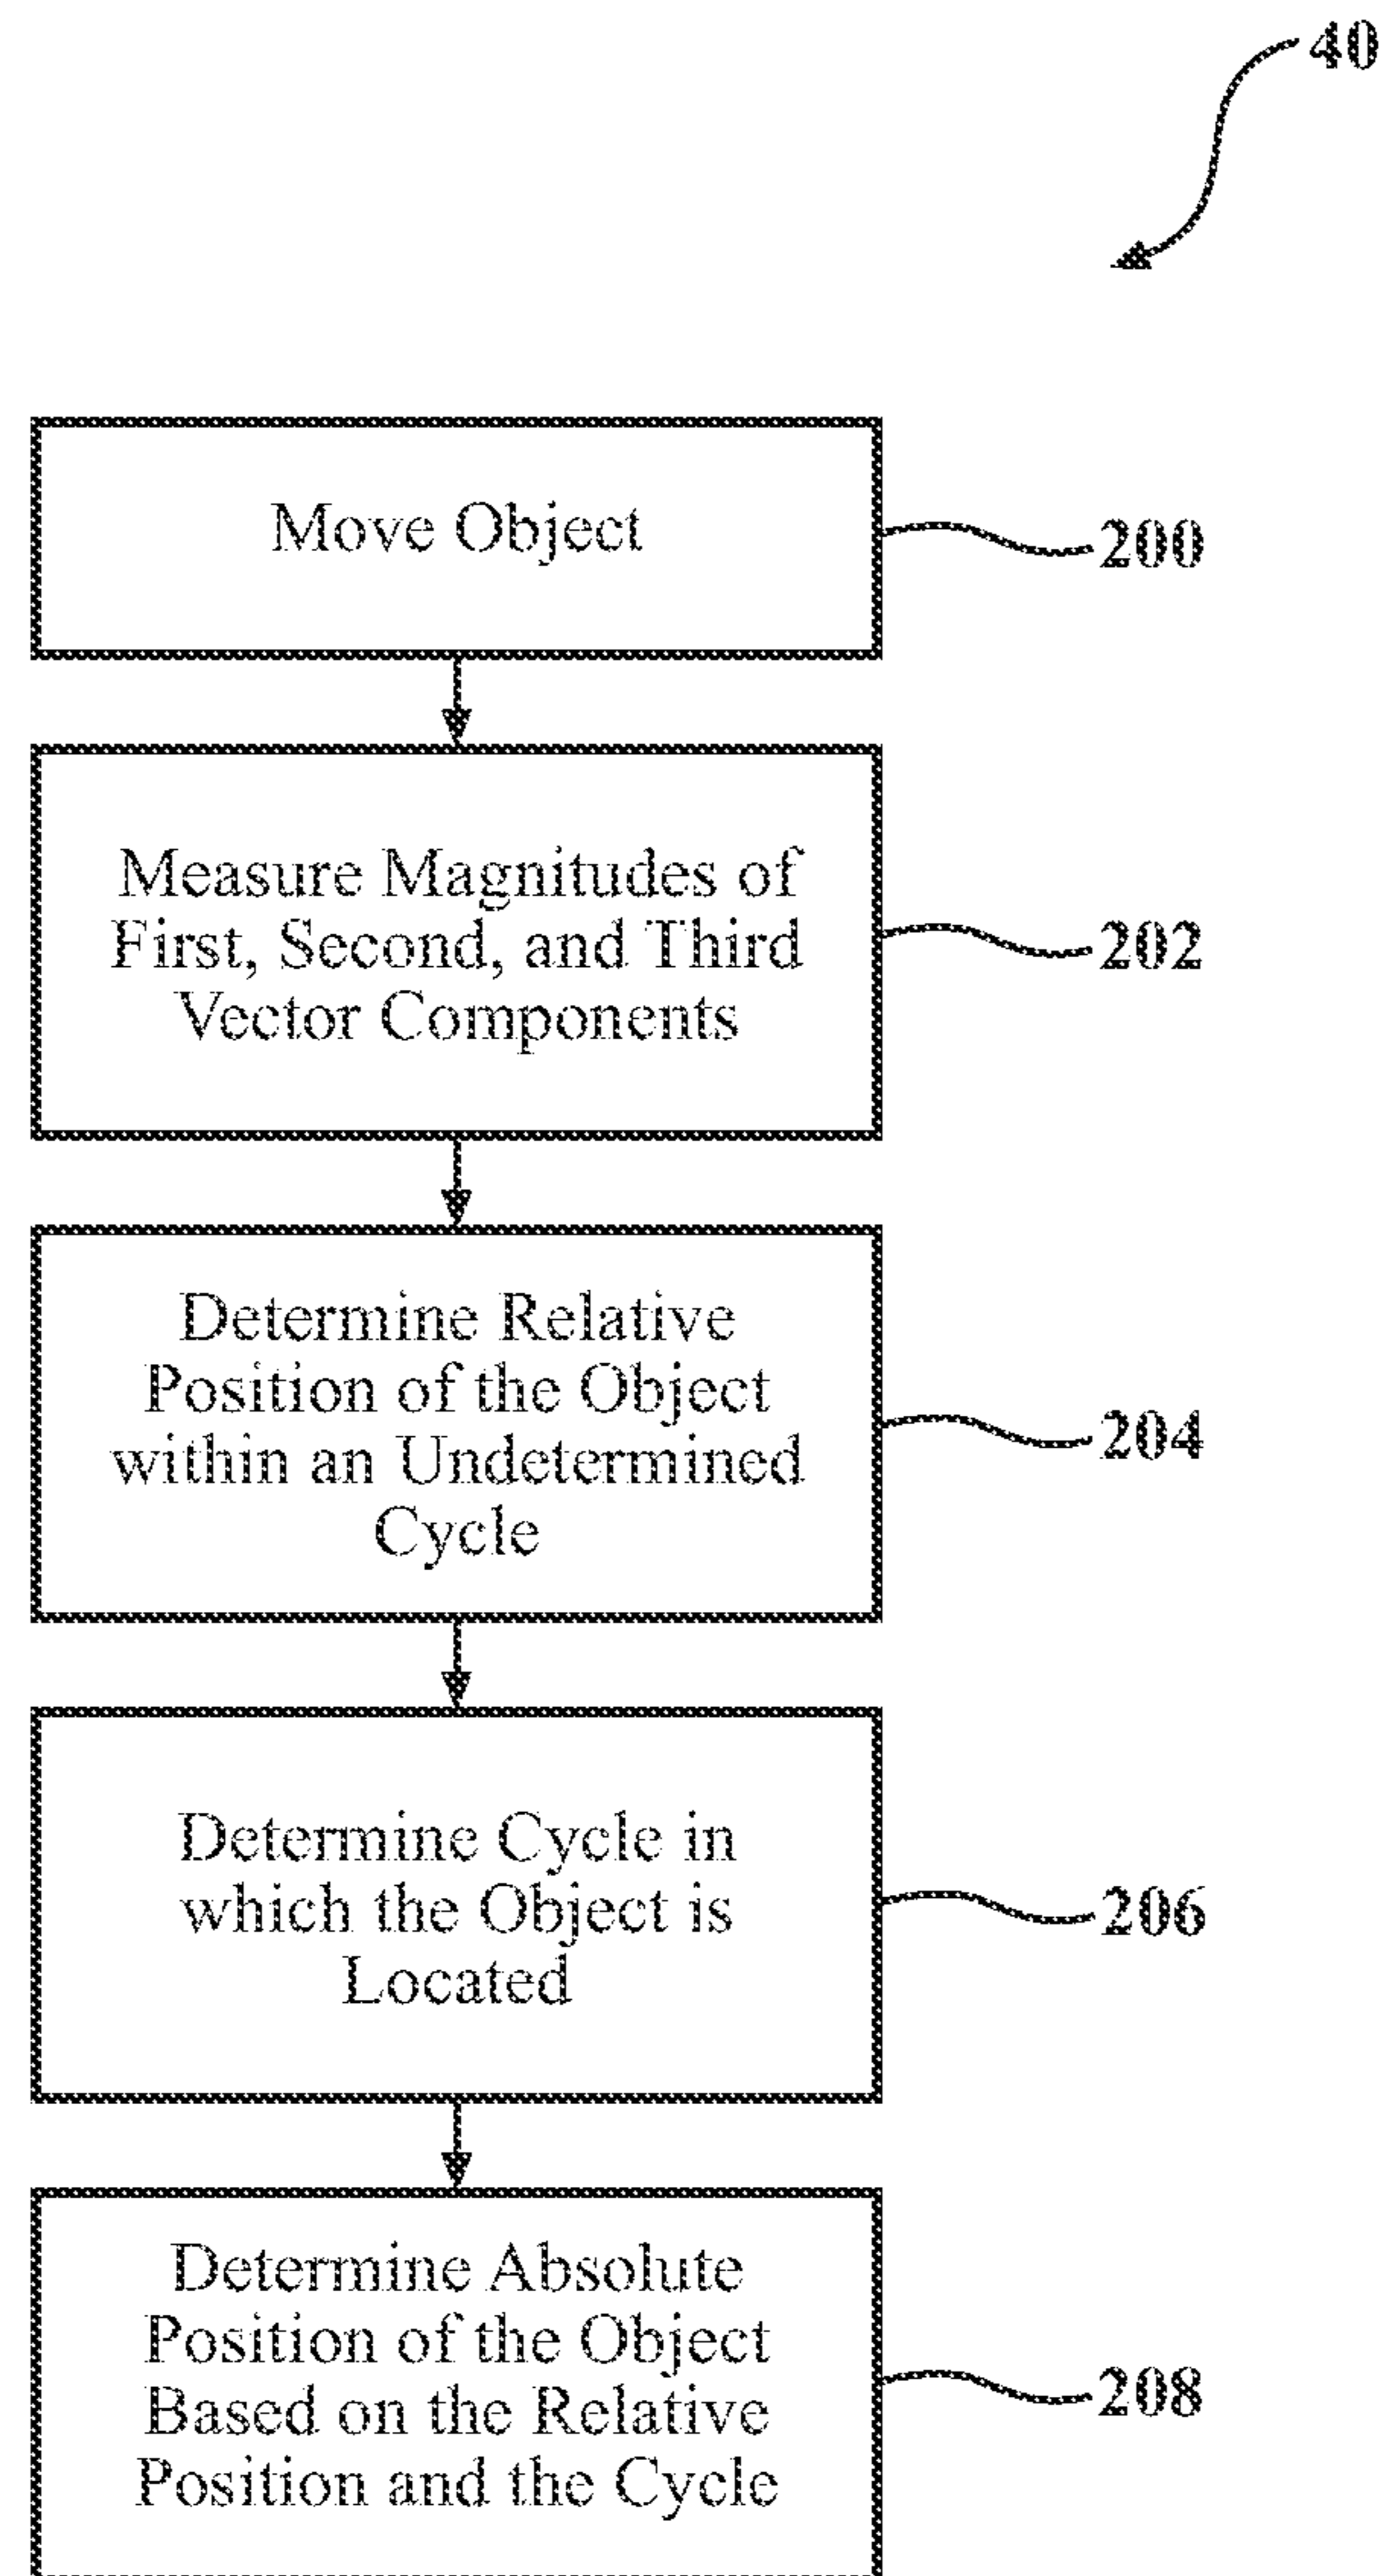 40
Move Object
200
Measure Magnitudes of
First, Second, and Third
Vector Components
202
Determine Relative
Position of the Object
within an Undetermined
Cycle
204
Determine Cycle in
which the Object is
Located
206
Determine Absolute
Position of the Object
Based on the Relative
Position and the Cycle
208